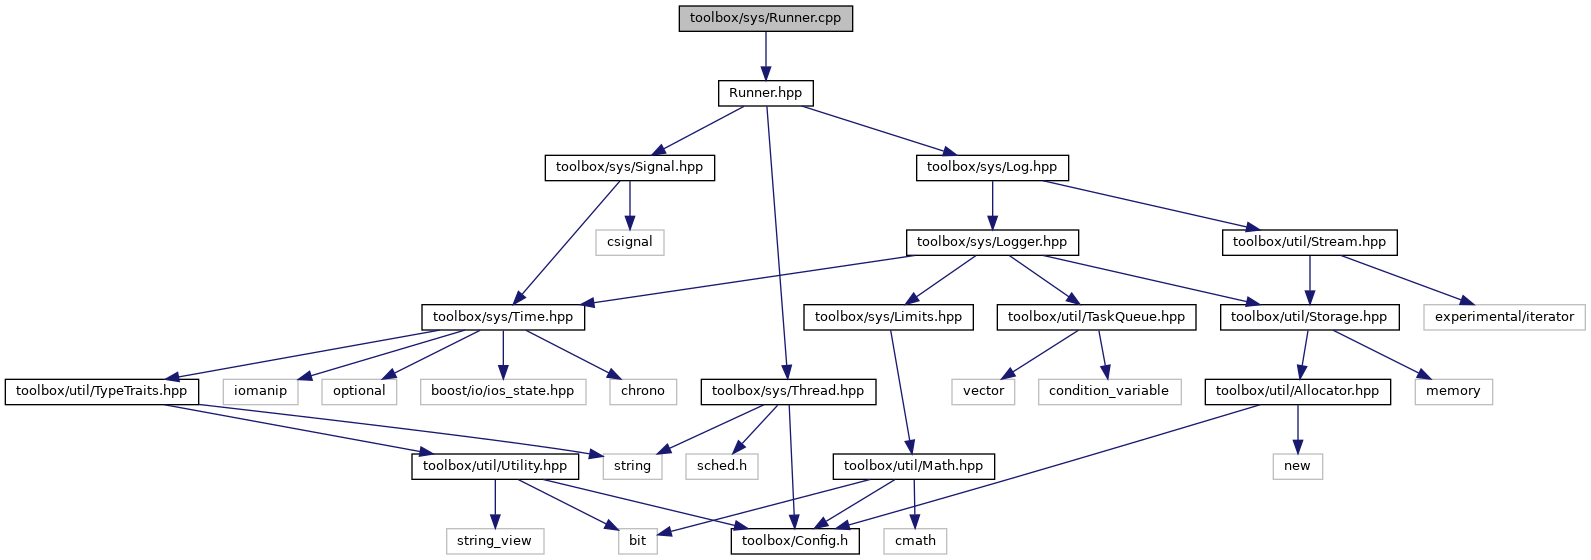 toolbox/sys/Runner.cpp
Runner.hpp
toolbox/sys/Signal.hpp
toolbox/sys/Log.hpp
csignal
toolbox/sys/Logger.hpp
toolbox/util/Stream.hpp
toolbox/sys/Time.hpp
toolbox/sys/Limits.hpp
toolbox/util/TaskQueue.hpp
toolbox/util/Storage.hpp
experimental/iterator
toolbox/util/TypeTraits.hpp
iomanip
optional
boost/io/ios_state.hpp
chrono
toolbox/sys/Thread.hpp
vector
condition_variable
toolbox/util/Allocator.hpp
memory
toolbox/util/Utility.hpp
string
sched.h
toolbox/util/Math.hpp
new
string_view
bit
toolbox/Config.h
cmath